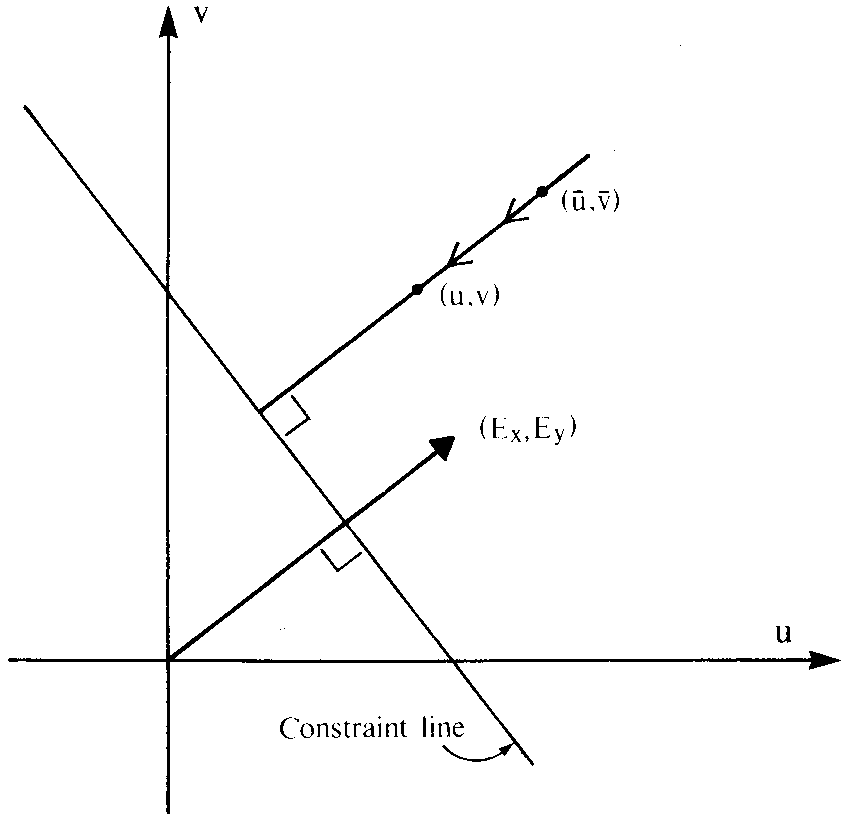 v
(ū,v̄)
(u,v)
(Ex,Ey)
u
Constraint line